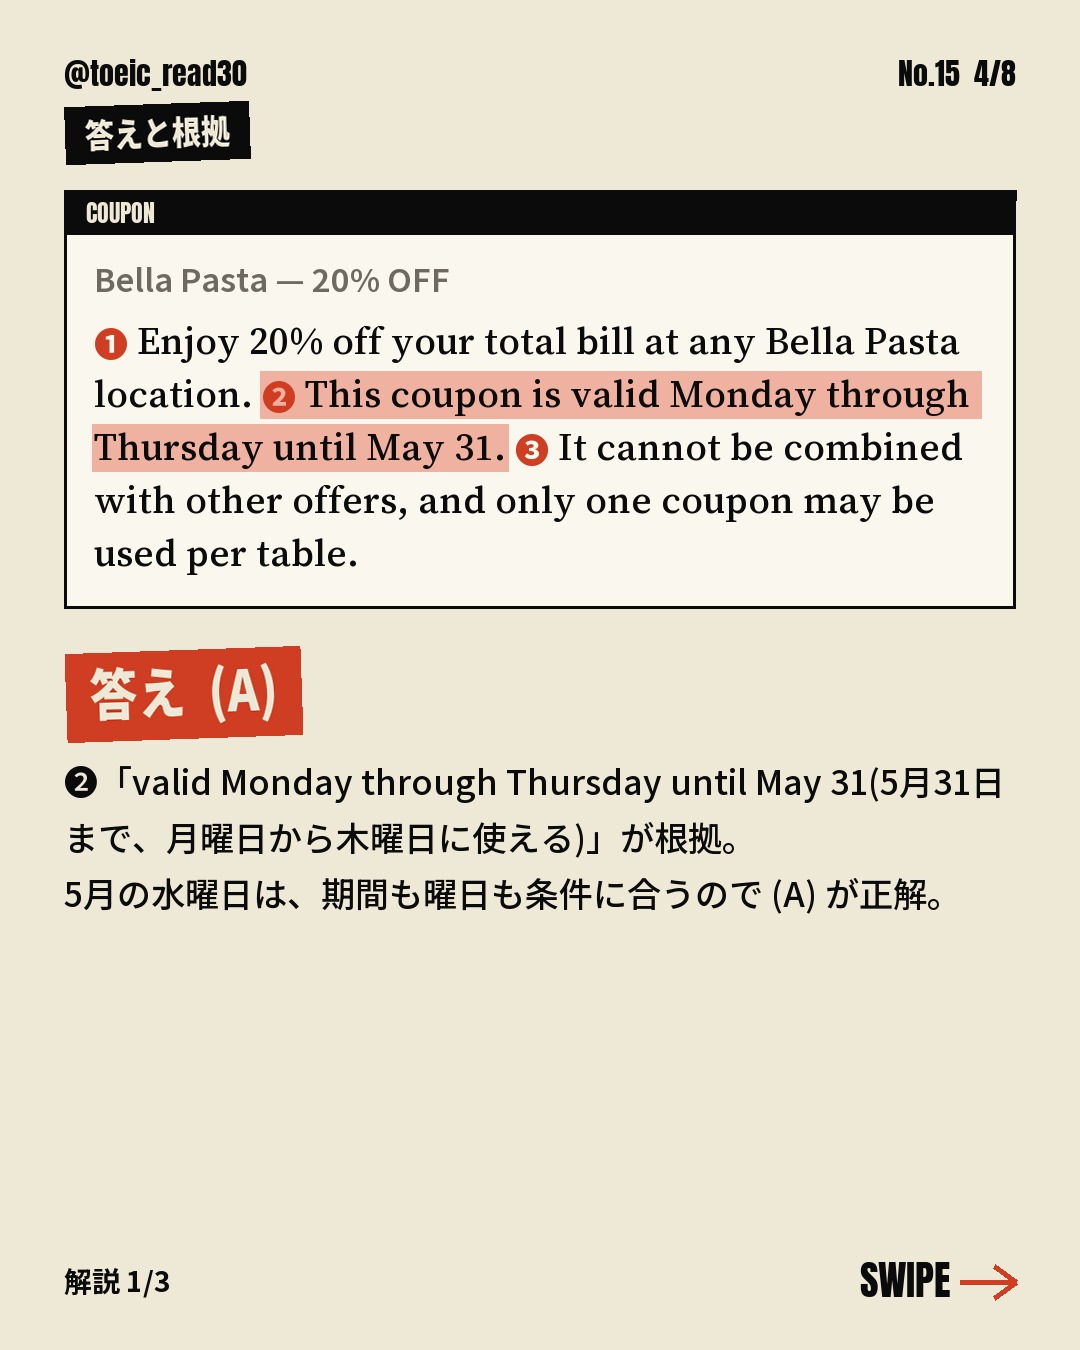 @toeic_read30
No.15 4/8
答えと根拠
COUPON
Bella Pasta — 20% OFF
❶ Enjoy 20% off your total bill at any Bella Pasta
location. ❷ This coupon is valid Monday through
Thursday until May 31. ❸ It cannot be combined
with other offers, and only one coupon may be
used per table.
答え (A)
❷「valid Monday through Thursday until May 31(5月31日
まで、月曜日から木曜日に使える)」が根拠。
5月の水曜日は、期間も曜日も条件に合うので (A) が正解。
解説 1/3
SWIPE →